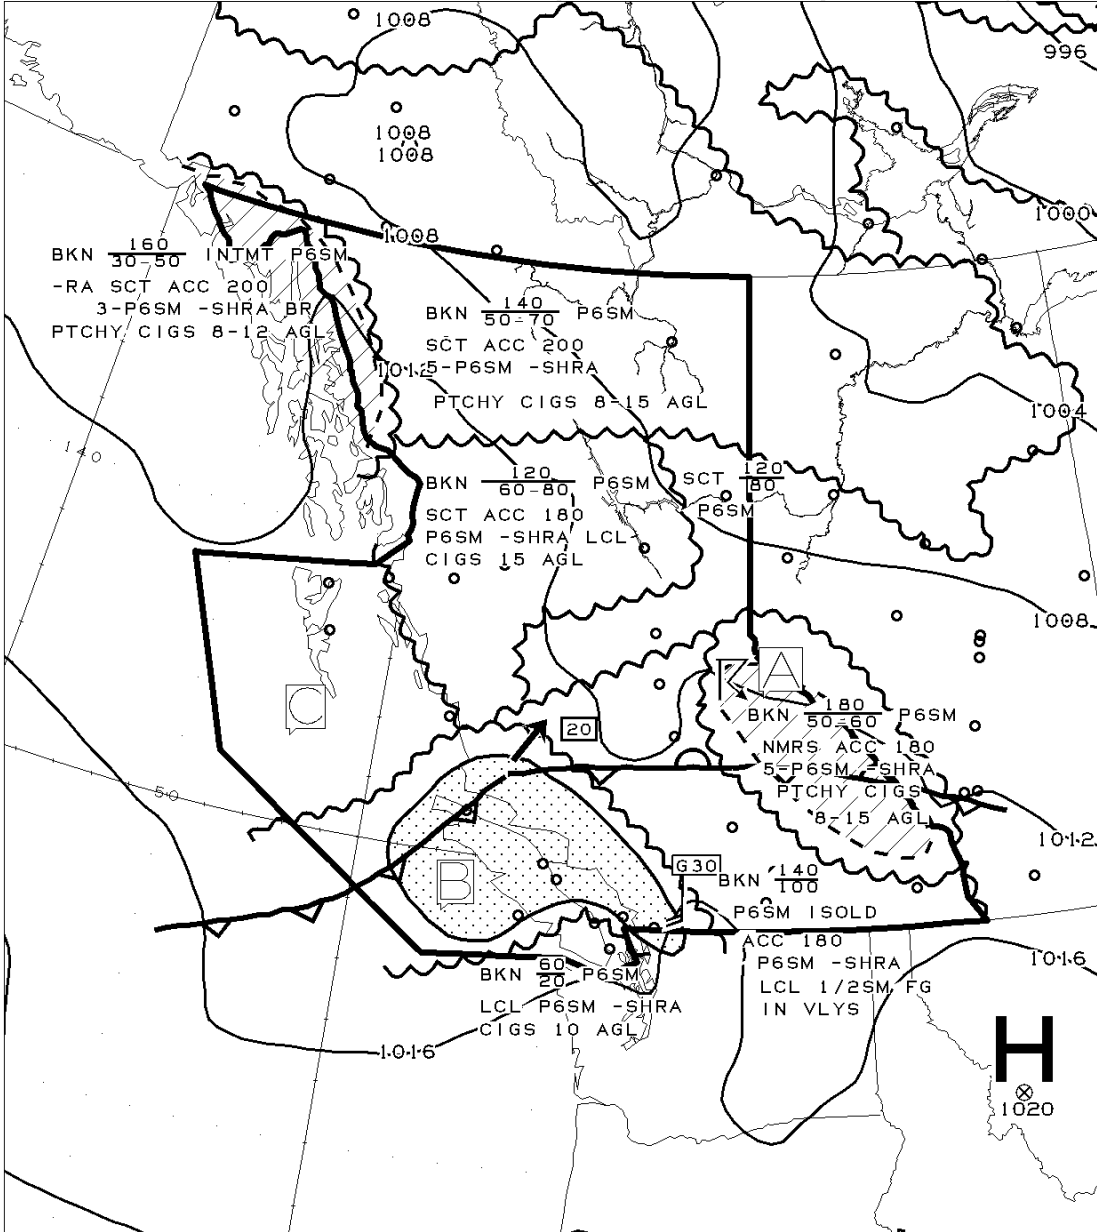 1008
996
1008
1008
1000
1008
BKN 160/30-50 INTMT P6SM
-RA SCT ACC 200
3-P6SM -SHRA BR
PTCHY CIGS 8-12 AGL
BKN 140/50-70 P6SM
SCT ACC 200
5-P6SM -SHRA
PTCHY CIGS 8-15 AGL
1012
1004
140
BKN 120/60-80 P6SM
SCT ACC 180
P6SM -SHRA LCL
CIGS 15 AGL
SCT 120/80
P6SM
1008
A
C
20
BKN 180/50-60 P6SM
NMRS ACC 180
5-P6SM -SHRA
PTCHY CIGS
8-15 AGL
50
1012
B
G30
BKN 140/100
P6SM ISOLD
ACC 180
P6SM -SHRA
LCL 1/2SM FG
IN VLYS
1016
BKN 60/20 P6SM
LCL P6SM -SHRA
CIGS 10 AGL
1016
H
1020